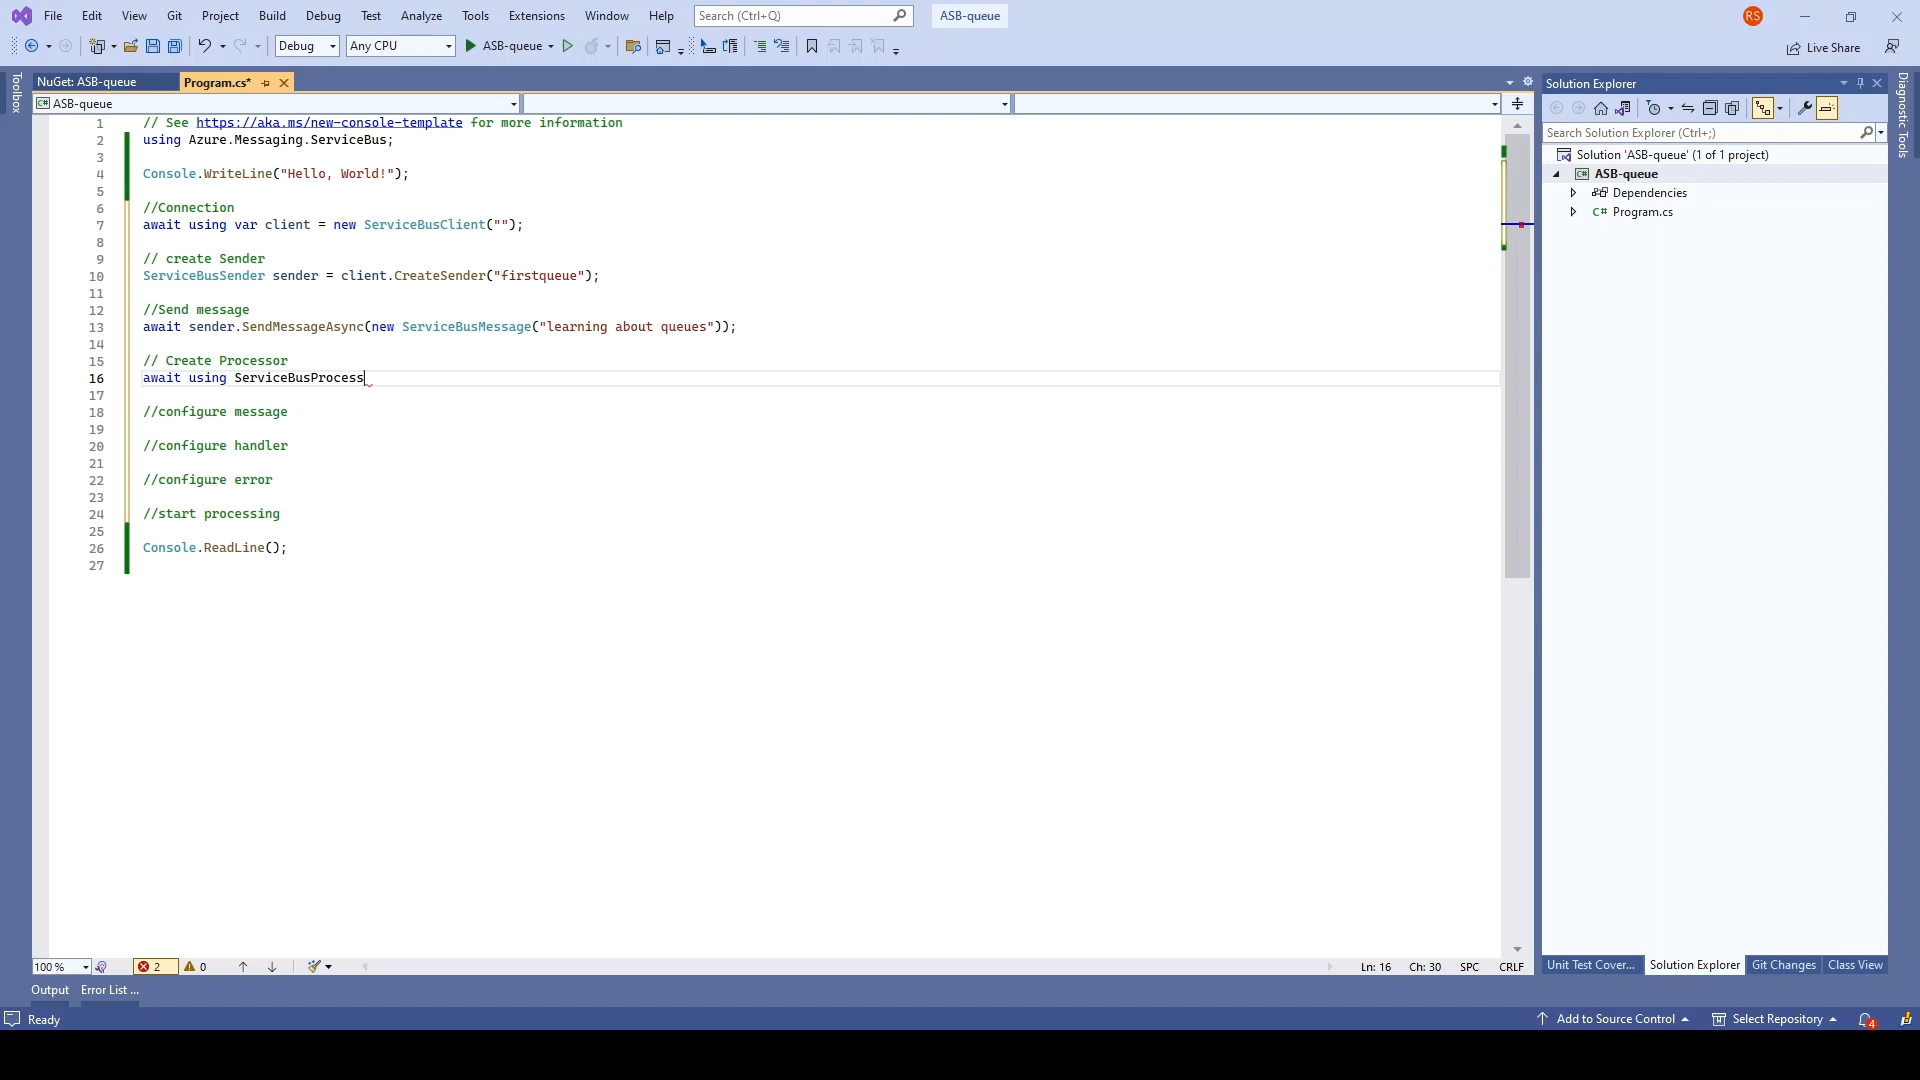 File Edit View Git Project Build Debug Test Analyze Tools Extensions Window Help Search (Ctrl+Q) ASB-queue RS
Debug Any CPU ASB-queue Live Share
Toolbox
NuGet: ASB-queue Program.cs*
ASB-queue
1 // See https://aka.ms/new-console-template for more information
2 using Azure.Messaging.ServiceBus;
3
4 Console.WriteLine("Hello, World!");
5
6 //Connection
7 await using var client = new ServiceBusClient("");
8
9 // create Sender
10 ServiceBusSender sender = client.CreateSender("firstqueue");
11
12 //Send message
13 await sender.SendMessageAsync(new ServiceBusMessage("learning about queues"));
14
15 // Create Processor
16 await using ServiceBusProcess
17
18 //configure message
19
20 //configure handler
21
22 //configure error
23
24 //start processing
25
26 Console.ReadLine();
27
100 % 2 0 Ln: 16 Ch: 30 SPC CRLF
Solution Explorer
Search Solution Explorer (Ctrl+;)
Solution 'ASB-queue' (1 of 1 project)
ASB-queue
Dependencies
C# Program.cs
Unit Test Cover... Solution Explorer Git Changes Class View
Diagnostic Tools
Output Error List ...
Ready Add to Source Control Select Repository 4